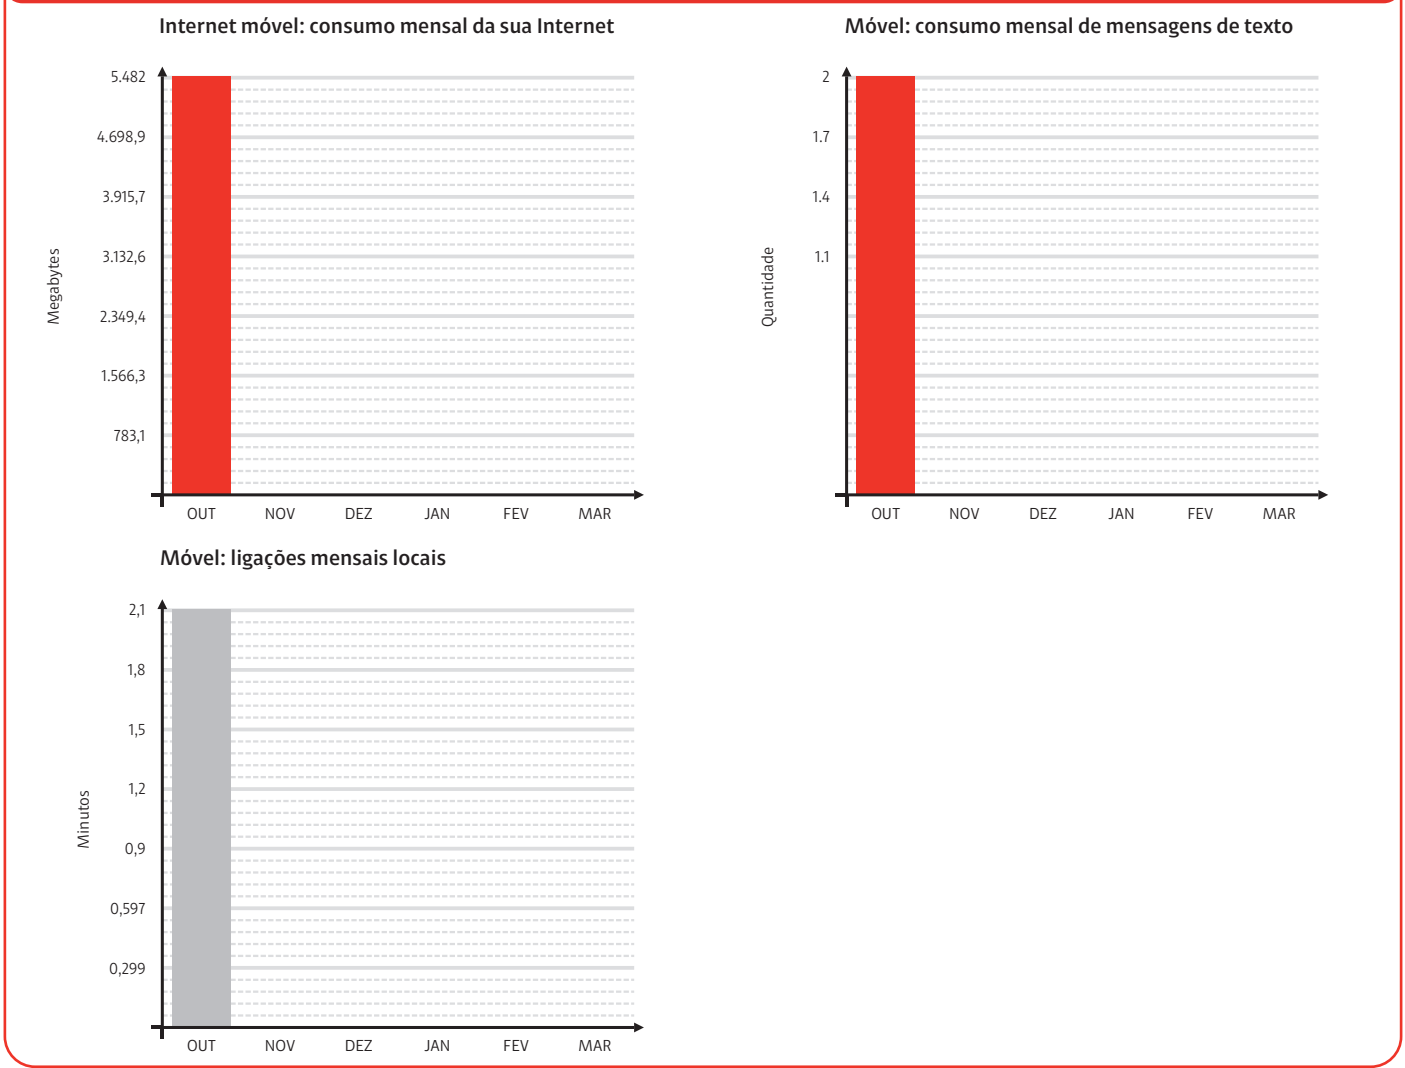 Internet móvel: consumo mensal da sua Internet
5.482
4.698,9
3.915,7
3.132,6
2.349,4
1.566,3
783,1
Megabytes
OUT NOV DEZ JAN FEV MAR
Móvel: consumo mensal de mensagens de texto
2
1.7
1.4
1.1
Quantidade
OUT NOV DEZ JAN FEV MAR
Móvel: ligações mensais locais
2,1
1,8
1,5
1,2
0,9
0,597
0,299
Minutos
OUT NOV DEZ JAN FEV MAR